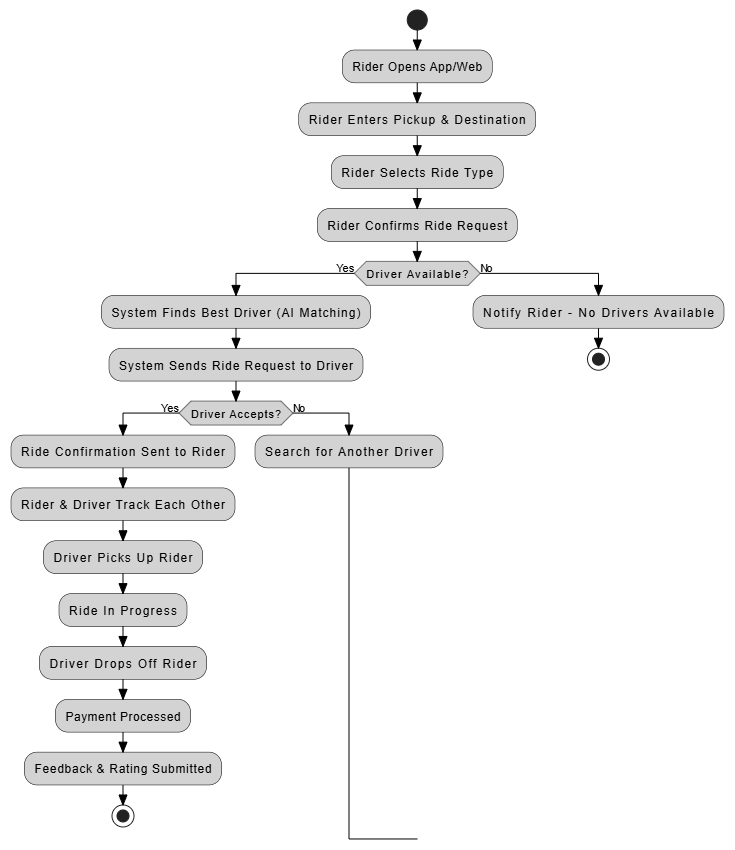 Rider Opens App/Web
Rider Enters Pickup & Destination
Rider Selects Ride Type
Rider Confirms Ride Request
Yes
Driver Available?
No
System Finds Best Driver (AI Matching)
Notify Rider - No Drivers Available
System Sends Ride Request to Driver
Yes
Driver Accepts?
No
Ride Confirmation Sent to Rider
Search for Another Driver
Rider & Driver Track Each Other
Driver Picks Up Rider
Ride In Progress
Driver Drops Off Rider
Payment Processed
Feedback & Rating Submitted